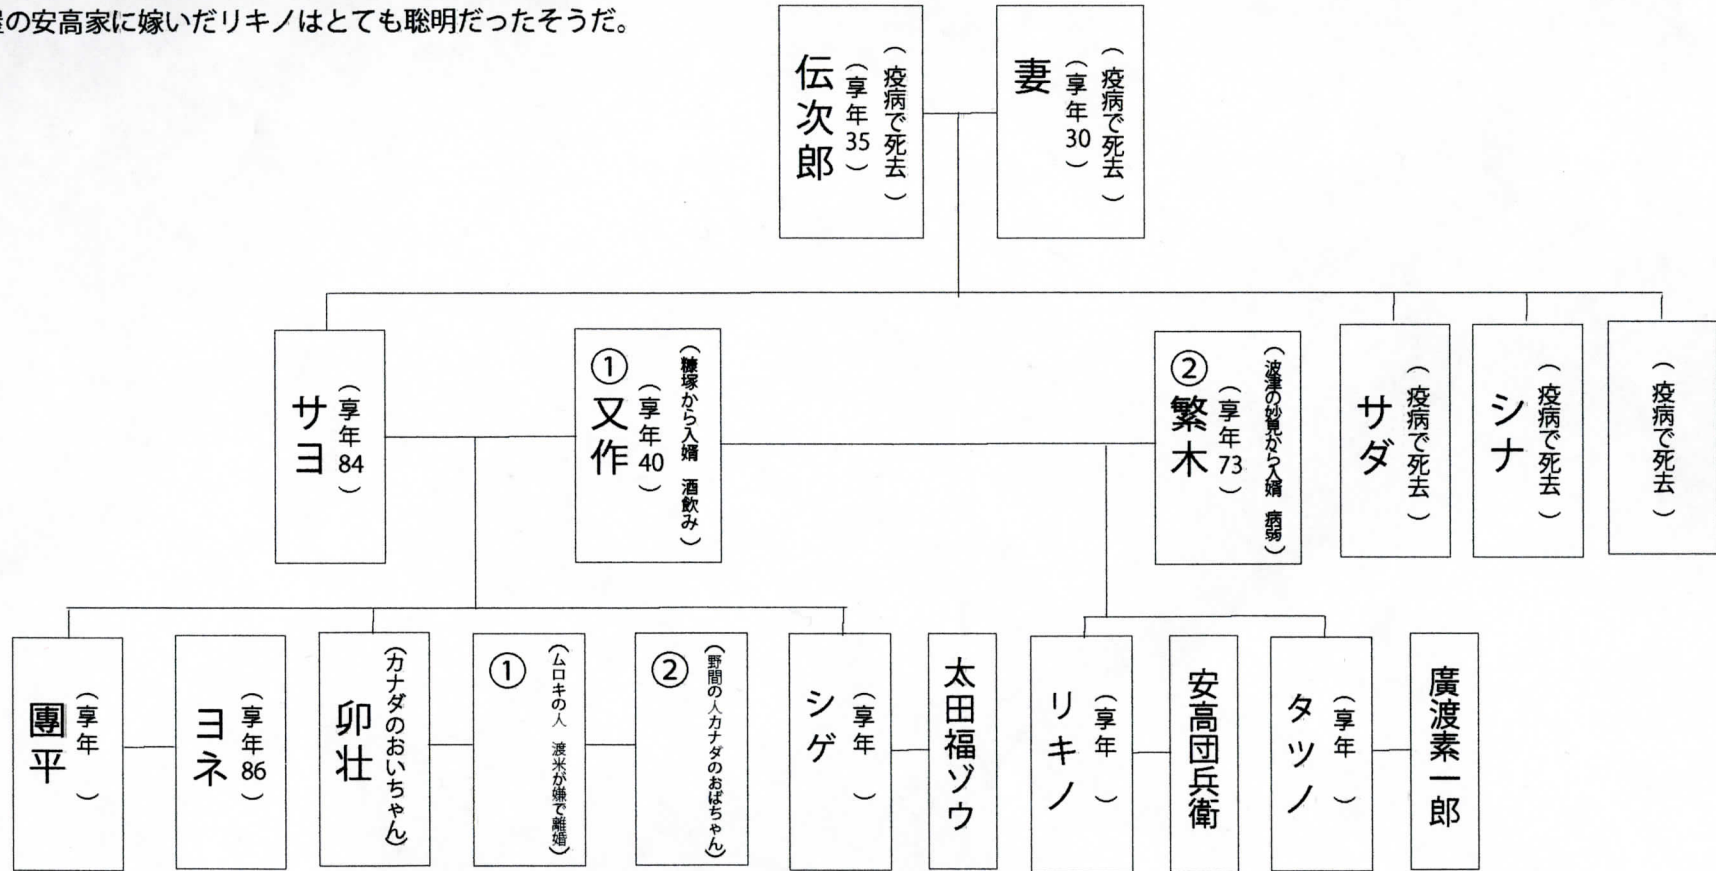 の安高家に嫁いだリキノはとても聡明だったそうだ。
伝次郎
（享年35）
（疫病で死去）
妻
（享年30）
（疫病で死去）
サヨ
（享年84）
①又作
（享年40）
（糠塚から入婿 酒飲み）
②繁木
（享年73）
（波津の妙見から入婿 病弱）
サダ
（疫病で死去）
シナ
（疫病で死去）
（疫病で死去）
團平
（享年 ）
ヨネ
（享年86）
卯壮
（カナダのおいちゃん）
①
（ムロキの人 渡米が嫌で離婚）
②
（野間の人カナダのおばちゃん）
シゲ
（享年 ）
太田福ゾウ
リキノ
（享年 ）
安高団兵衛
タツノ
（享年 ）
廣渡素一郎